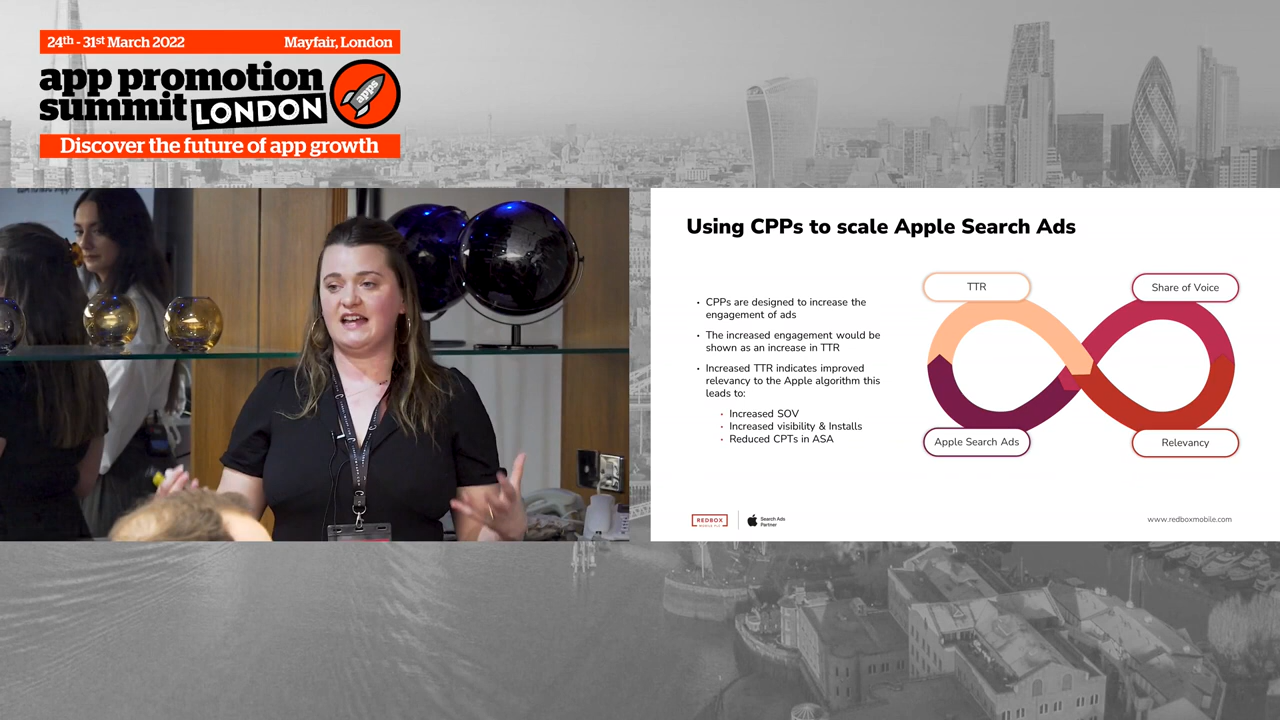 24th - 31st March 2022 Mayfair, London
app promotion
summit LONDON
apps
Discover the future of app growth
Using CPPs to scale Apple Search Ads
• CPPs are designed to increase the
engagement of ads
• The increased engagement would be
shown as an increase in TTR
• Increased TTR indicates improved
relevancy to the Apple algorithm this
leads to:
• Increased SOV
• Increased visibility & Installs
• Reduced CPTs in ASA
TTR
Share of Voice
Apple Search Ads
Relevancy
REDBOX
MOBILE
Search Ads
Partner
www.redboxmobile.com